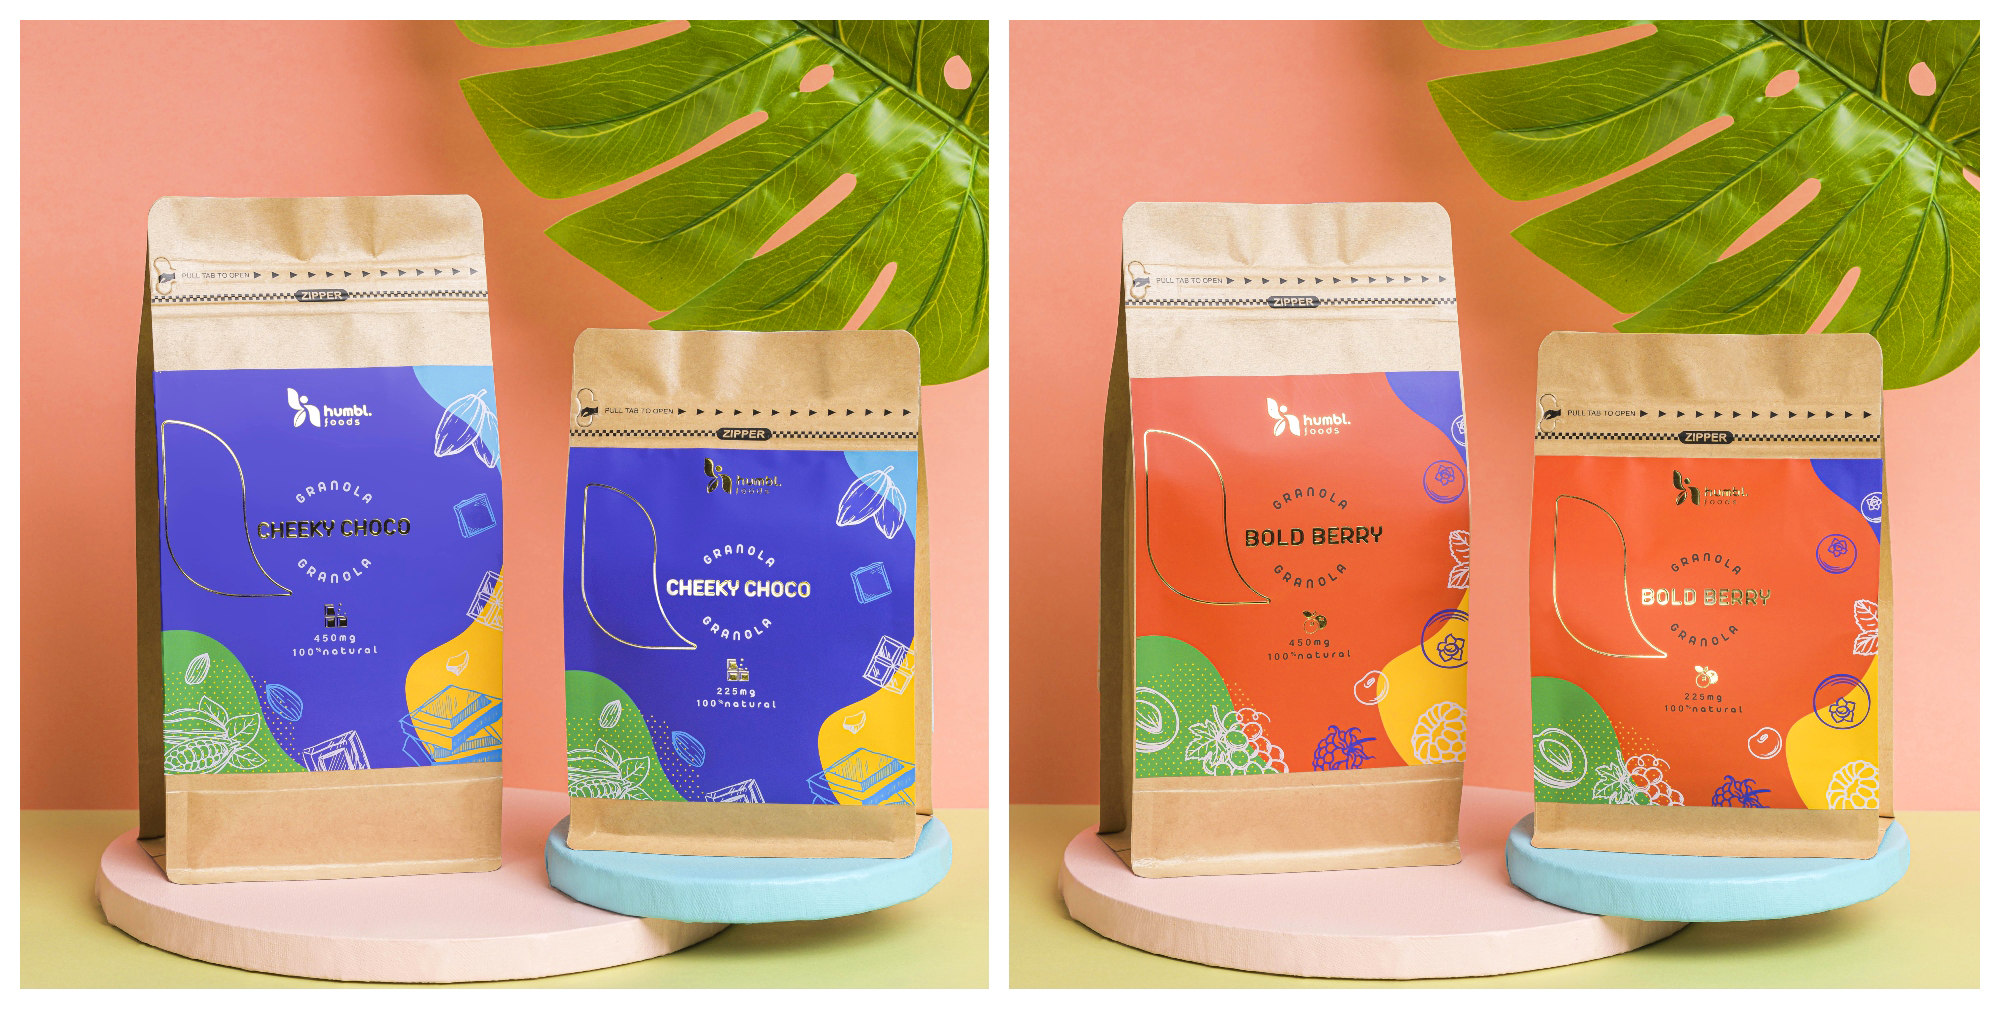 PULL TAB TO OPEN
ZIPPER
humbl.
foods
GRANOLA
CHEEKY CHOCO
GRANOLA
450mg
100%natural
PULL TAB TO OPEN
ZIPPER
humbl.
foods
GRANOLA
CHEEKY CHOCO
GRANOLA
225mg
100%natural
PULL TAB TO OPEN
ZIPPER
humbl.
foods
GRANOLA
BOLD BERRY
GRANOLA
450mg
100%natural
PULL TAB TO OPEN
ZIPPER
humbl.
foods
GRANOLA
BOLD BERRY
GRANOLA
225mg
100%natural